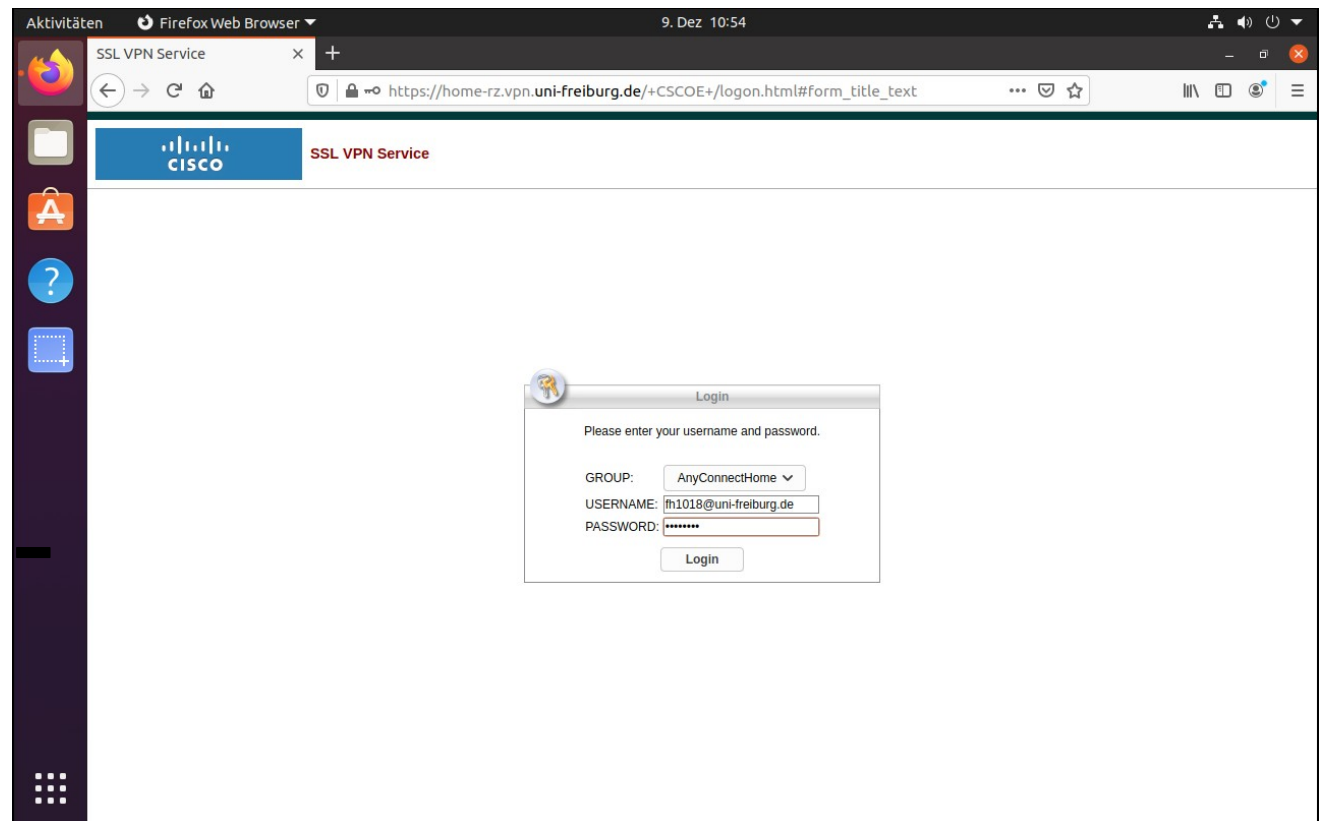 Aktivitäten Firefox Web Browser 9. Dez 10:54
SSL VPN Service
https://home-rz.vpn.uni-freiburg.de/+CSCOE+/logon.html#form_title_text
CISCO SSL VPN Service
Login
Please enter your username and password.
GROUP: AnyConnectHome
USERNAME: fh1018@uni-freiburg.de
PASSWORD: ••••••••
Login